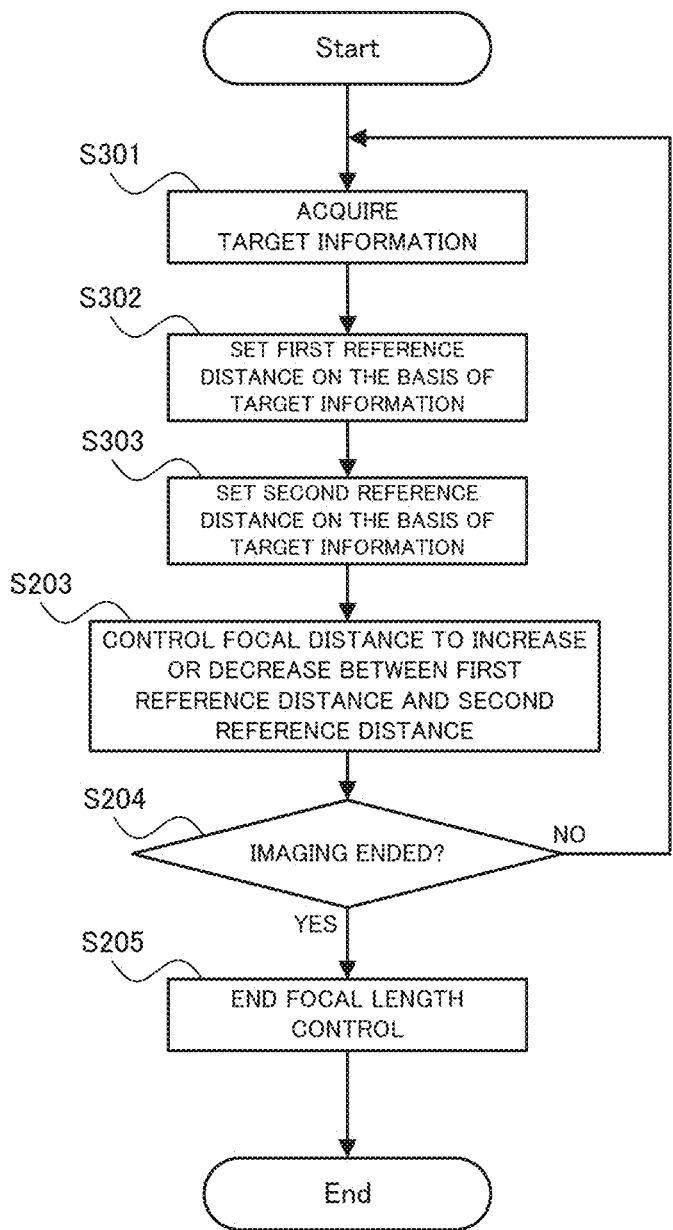 Start
S301
ACQUIRE
TARGET INFORMATION
S302
SET FIRST REFERENCE
DISTANCE ON THE BASIS OF
TARGET INFORMATION
S303
SET SECOND REFERENCE
DISTANCE ON THE BASIS OF
TARGET INFORMATION
S203
CONTROL FOCAL DISTANCE TO INCREASE
OR DECREASE BETWEEN FIRST
REFERENCE DISTANCE AND SECOND
REFERENCE DISTANCE
S204
IMAGING ENDED?
NO
YES
S205
END FOCAL LENGTH
CONTROL
End